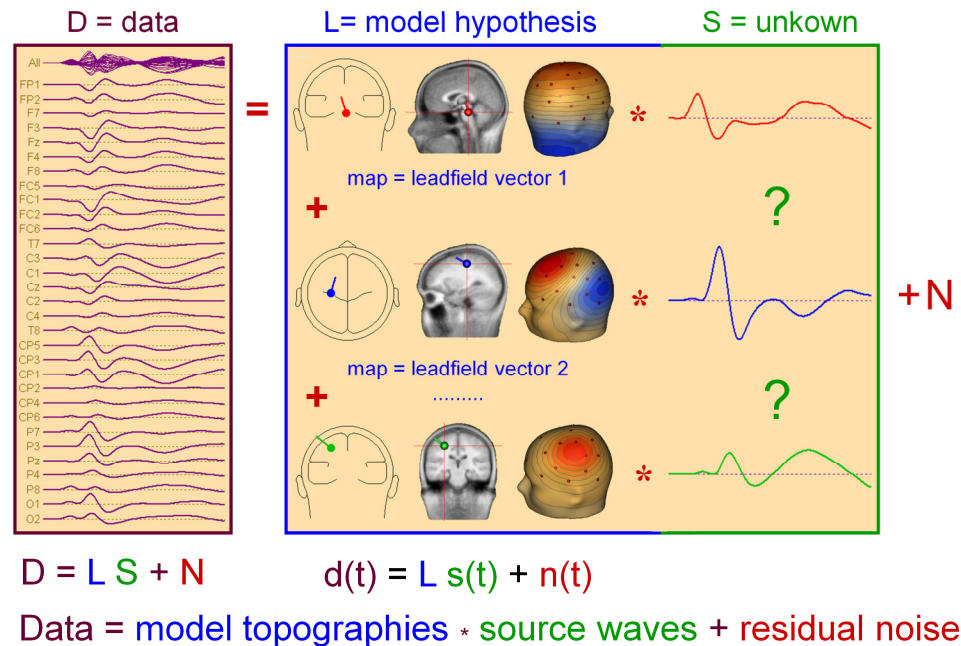 D = data
L= model hypothesis
S = unkown
All
FP1
FP2
F7
F3
Fz
F4
F8
FC5
FC1
FC2
FC6
T7
C3
C1
Cz
C2
C4
T8
CP5
CP3
CP1
CP2
CP4
CP6
P7
P3
Pz
P4
P8
O1
O2
=
*
map = leadfield vector 1
+
?
*
+ N
map = leadfield vector 2
+
.........
?
*
D = L S + N
d(t) = L s(t) + n(t)
Data = model topographies * source waves + residual noise